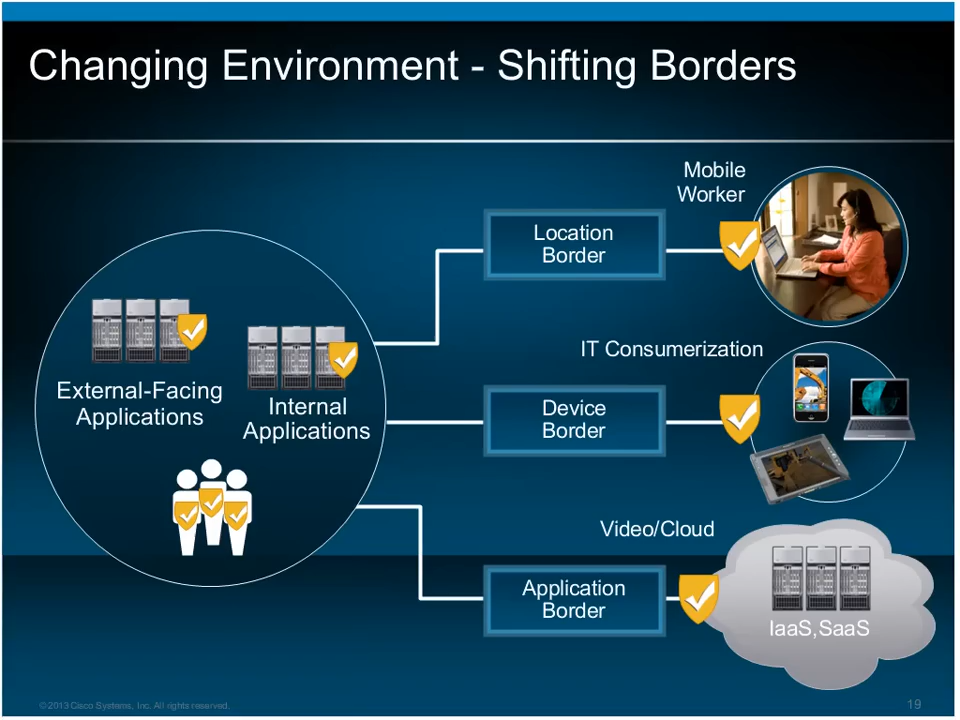 Changing Environment - Shifting Borders
Mobile
Worker
Location
Border
External-Facing
Applications
Internal
Applications
IT Consumerization
Device
Border
Video/Cloud
Application
Border
IaaS,SaaS
©2013 Cisco Systems, Inc. All rights reserved.
19